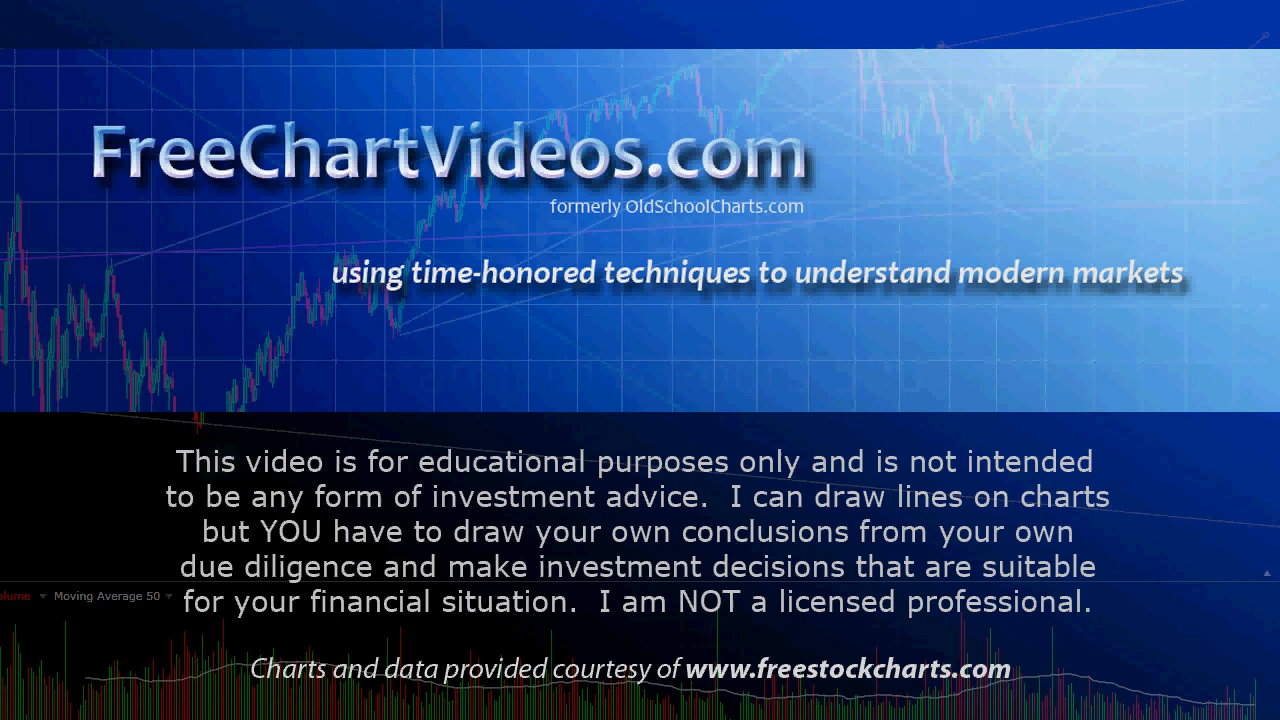 FreeChartVideos.com
formerly OldSchoolCharts.com
using time-honored techniques to understand modern markets
This video is for educational purposes only and is not intended
to be any form of investment advice.  I can draw lines on charts
but YOU have to draw your own conclusions from your own
due diligence and make investment decisions that are suitable
for your financial situation.  I am NOT a licensed professional.
olume Moving Average 50
Charts and data provided courtesy of www.freestockcharts.com